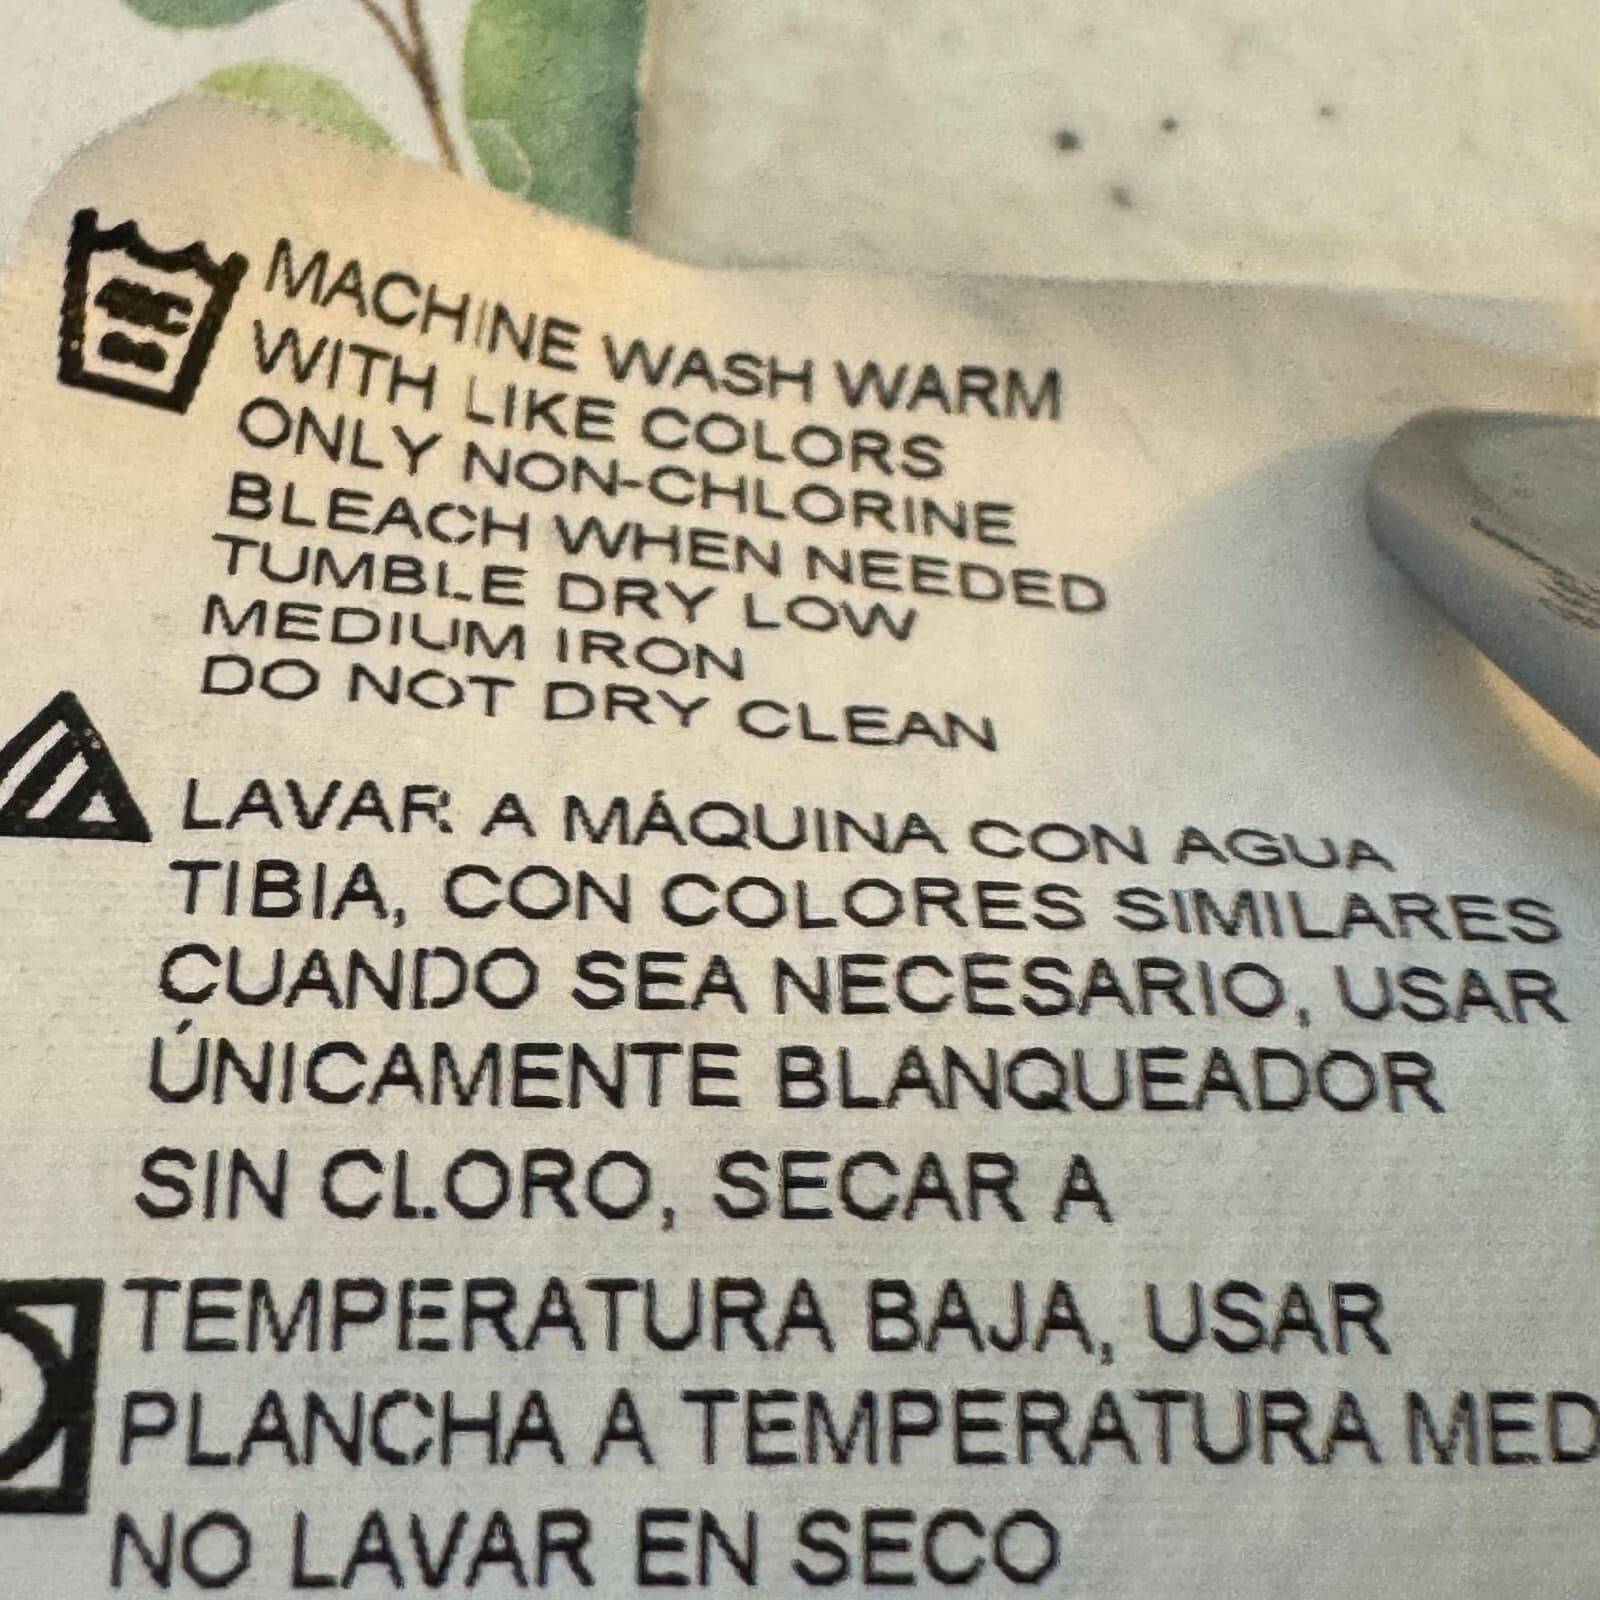 MACHINE WASH WARM
WITH LIKE COLORS
ONLY NON-CHLORINE
BLEACH WHEN NEEDED
TUMBLE DRY LOW
MEDIUM IRON
DO NOT DRY CLEAN
LAVAR A MÁQUINA CON AGUA
TIBIA, CON COLORES SIMILARES
CUANDO SEA NECESARIO, USAR
ÚNICAMENTE BLANQUEADOR
SIN CLORO, SECAR A
TEMPERATURA BAJA, USAR
PLANCHA A TEMPERATURA MED
NO LAVAR EN SECO